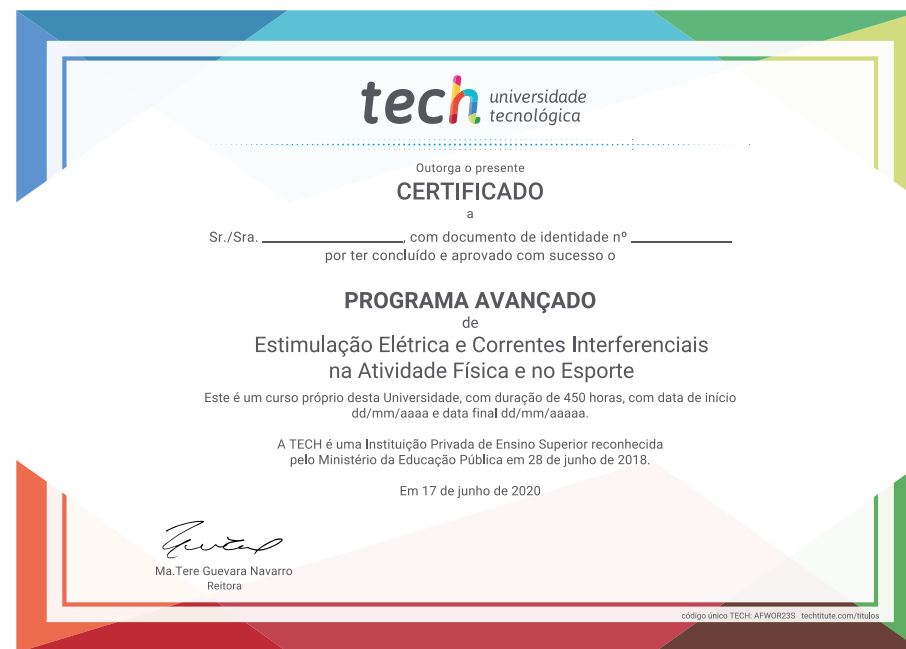 tech universidade
tecnológica
Outorga o presente
CERTIFICADO
a
Sr./Sra. ____________, com documento de identidade nº ____________
por ter concluído e aprovado com sucesso o
PROGRAMA AVANÇADO
de
Estimulação Elétrica e Correntes Interferenciais
na Atividade Física e no Esporte
Este é um curso próprio desta Universidade, com duração de 450 horas, com data de início
dd/mm/aaaa e data final dd/mm/aaaaa.
A TECH é uma Instituição Privada de Ensino Superior reconhecida
pelo Ministério da Educação Pública em 28 de junho de 2018.
Em 17 de junho de 2020
Ma.Tere Guevara Navarro
Reitora
código único TECH: AFWOR23S techtitute.com/titulos